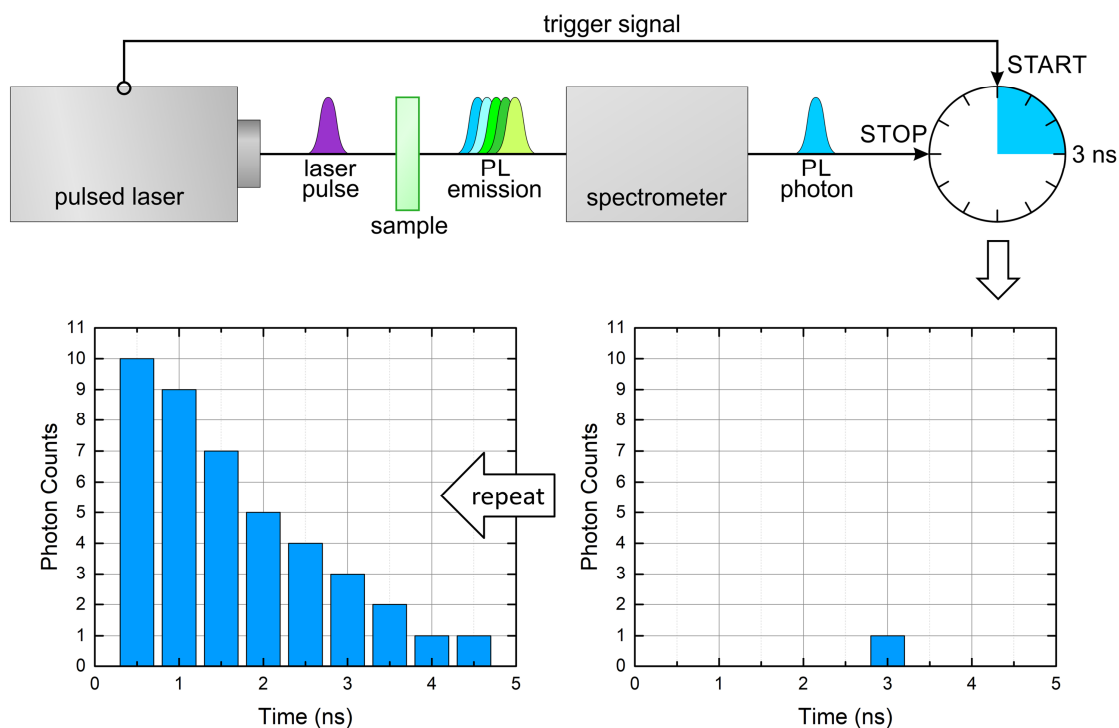 trigger signal
START
STOP
3 ns
pulsed laser
laser
pulse
sample
PL
emission
spectrometer
PL
photon
11
10
9
8
7
6
5
4
3
2
1
0
Photon Counts
0 1 2 3 4 5
Time (ns)
repeat
11
10
9
8
7
6
5
4
3
2
1
0
Photon Counts
0 1 2 3 4 5
Time (ns)